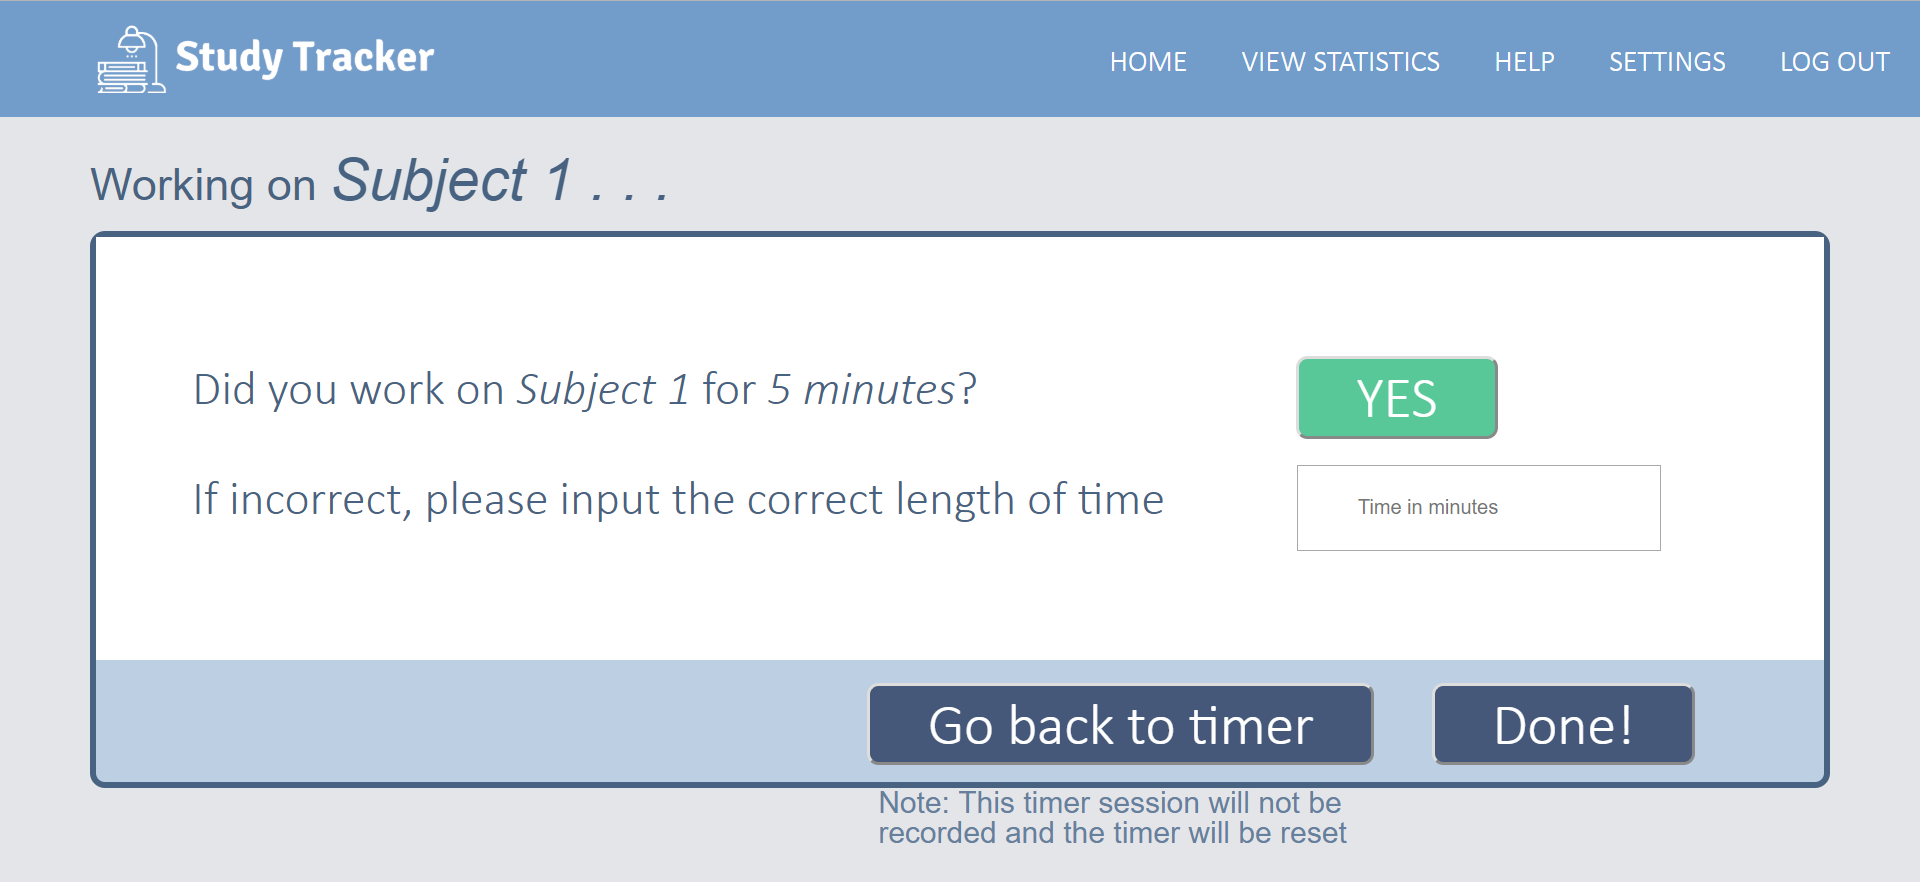 Study Tracker
HOME VIEW STATISTICS HELP SETTINGS LOG OUT
Working on Subject 1 . . .
Did you work on Subject 1 for 5 minutes?
YES
If incorrect, please input the correct length of time
Time in minutes
Go back to timer
Done!
Note: This timer session will not be
recorded and the timer will be reset